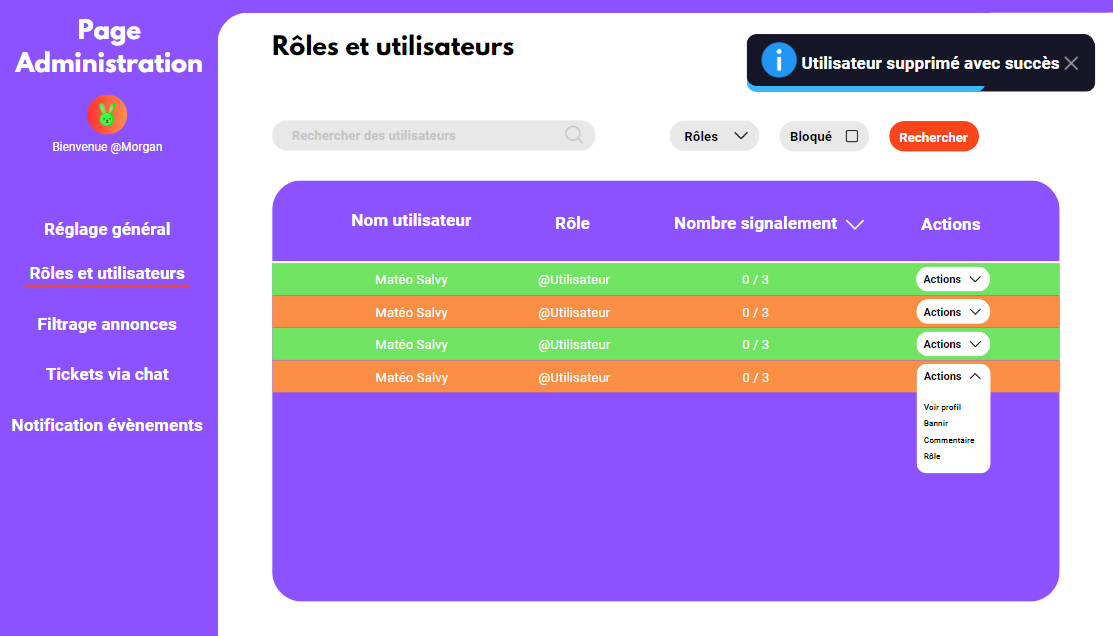 Page
Administration
Bienvenue @Morgan
Réglage général
Rôles et utilisateurs
Filtrage annonces
Tickets via chat
Notification évènements
Rôles et utilisateurs
Utilisateur supprimé avec succès
Rechercher des utilisateurs
Rôles
Bloqué
Rechercher
Nom utilisateur Rôle Nombre signalement Actions
Matéo Salvy @Utilisateur 0 / 3 Actions
Matéo Salvy @Utilisateur 0 / 3 Actions
Matéo Salvy @Utilisateur 0 / 3 Actions
Matéo Salvy @Utilisateur 0 / 3 Actions
Voir profil
Bannir
Commentaire
Rôle